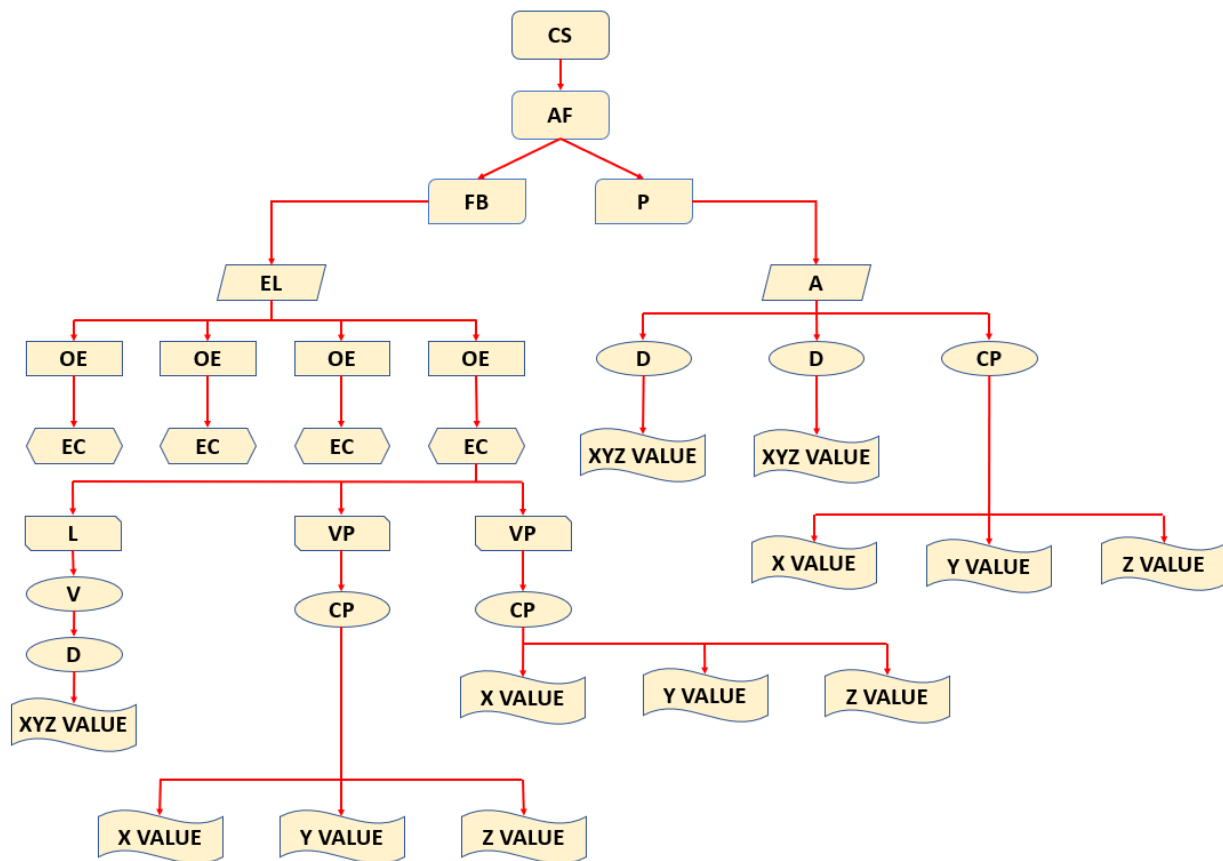 CS
AF
FB
P
EL
A
OE
OE
OE
OE
D
D
CP
EC
EC
EC
EC
XYZ VALUE
XYZ VALUE
L
VP
VP
X VALUE
Y VALUE
Z VALUE
V
CP
CP
D
X VALUE
Y VALUE
Z VALUE
XYZ VALUE
X VALUE
Y VALUE
Z VALUE